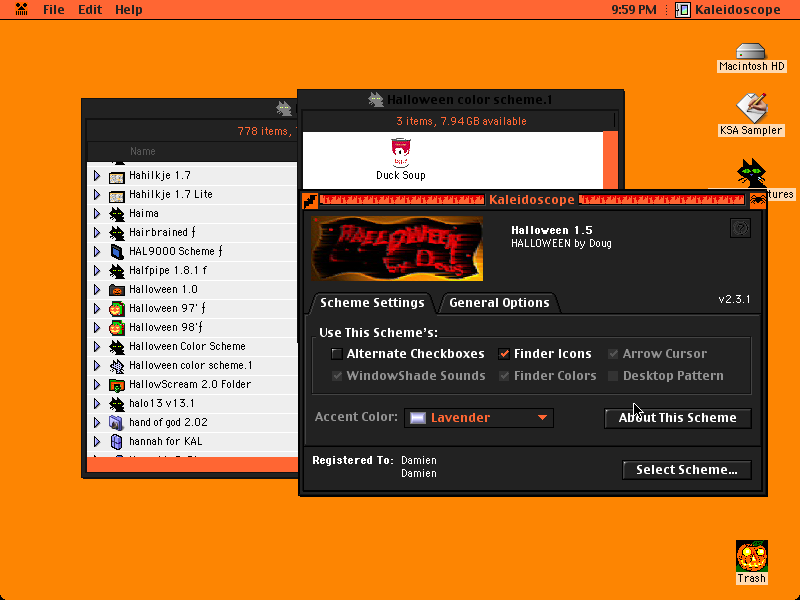 File Edit Help
9:59 PM Kaleidoscope
Macintosh HD
KSA Sampler
tures
Trash
778 items,
Name
Hahilkje 1.7
Hahilkje 1.7 Lite
Haima
Hairbrained ƒ
HAL9000 Scheme ƒ
Halfpipe 1.8.1 f
Halloween 1.0
Halloween 97' ƒ
Halloween 98'ƒ
Halloween Color Scheme
Halloween color scheme.1
HallowScream 2.0 Folder
halo13 v13.1
hand of god 2.02
hannah for KAL
Halloween color scheme.1
3 items, 7.94 GB available
Duck Soup
Kaleidoscope
HALLOWEEN
by Doug
Halloween 1.5
HALLOWEEN by Doug
v2.3.1
Scheme Settings
General Options
Use This Scheme's:
Alternate Checkboxes
Finder Icons
Arrow Cursor
WindowShade Sounds
Finder Colors
Desktop Pattern
Accent Color:
Lavender
About This Scheme
Registered To: Damien
Damien
Select Scheme...